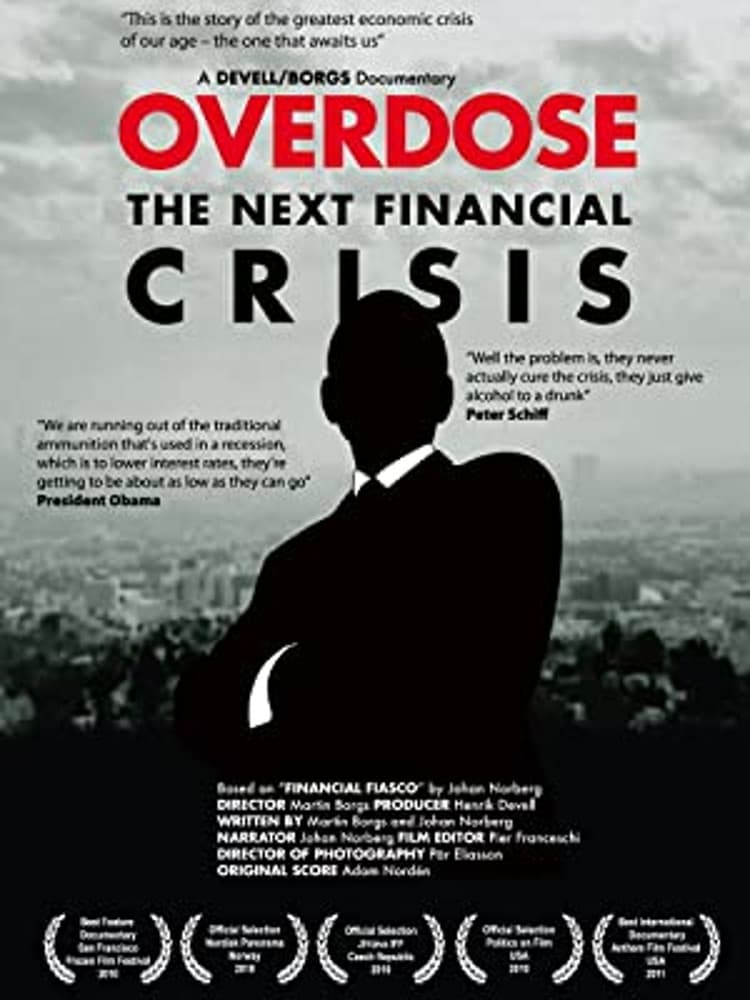 "This is the story of the greatest economic crisis
of our age – the one that awaits us"
A DEVELL/BORGS Documentary
OVERDOSE
THE NEXT FINANCIAL
CRISIS
"Well the problem is, they never
actually cure the crisis, they just give
alcohol to a drunk"
Peter Schiff
"We are running out of the traditional
ammunition that's used in a recession,
which is to lower interest rates, they're
getting to be about as low as they can go"
President Obama
Based on "FINANCIAL FIASCO" by Johan Norberg
DIRECTOR Martin Borgs PRODUCER Henrik Devell
WRITTEN BY Martin Borgs and Johan Norberg
NARRATOR Johan Norberg FILM EDITOR Pier Franceschi
DIRECTOR OF PHOTOGRAPHY Pär Eliasson
ORIGINAL SCORE Adam Nordén
Best Feature
Documentary
San Francisco
Frozen Film Festival
2010
Official Selection
Nordisk Panorama
Norway
2010
Official Selection
Jihlava IFF
Czech Republic
2010
Official Selection
Politics on Film
USA
2010
Best International
Documentary
Anthem Film Festival
USA
2011